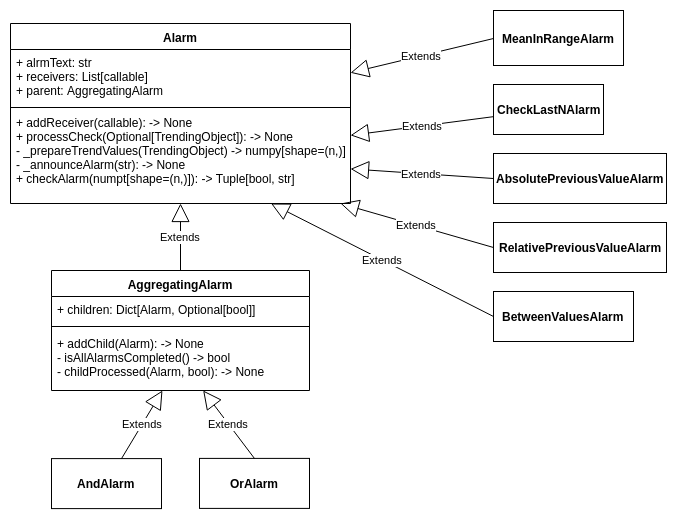 Alarm
+ alrmText: str
+ receivers: List[callable]
+ parent: AggregatingAlarm
+ addReceiver(callable): -> None
+ processCheck(Optional[TrendingObject]): -> None
- _prepareTrendValues(TrendingObject) -> numpy[shape=(n,)]
- _announceAlarm(str): -> None
+ checkAlarm(numpt[shape=(n,)]): -> Tuple[bool, str]
Extends
MeanInRangeAlarm
Extends
CheckLastNAlarm
Extends
AbsolutePreviousValueAlarm
Extends
RelativePreviousValueAlarm
Extends
BetweenValuesAlarm
Extends
AggregatingAlarm
+ children: Dict[Alarm, Optional[bool]]
+ addChild(Alarm): -> None
- isAllAlarmsCompleted() -> bool
- childProcessed(Alarm, bool): -> None
Extends
Extends
AndAlarm
OrAlarm